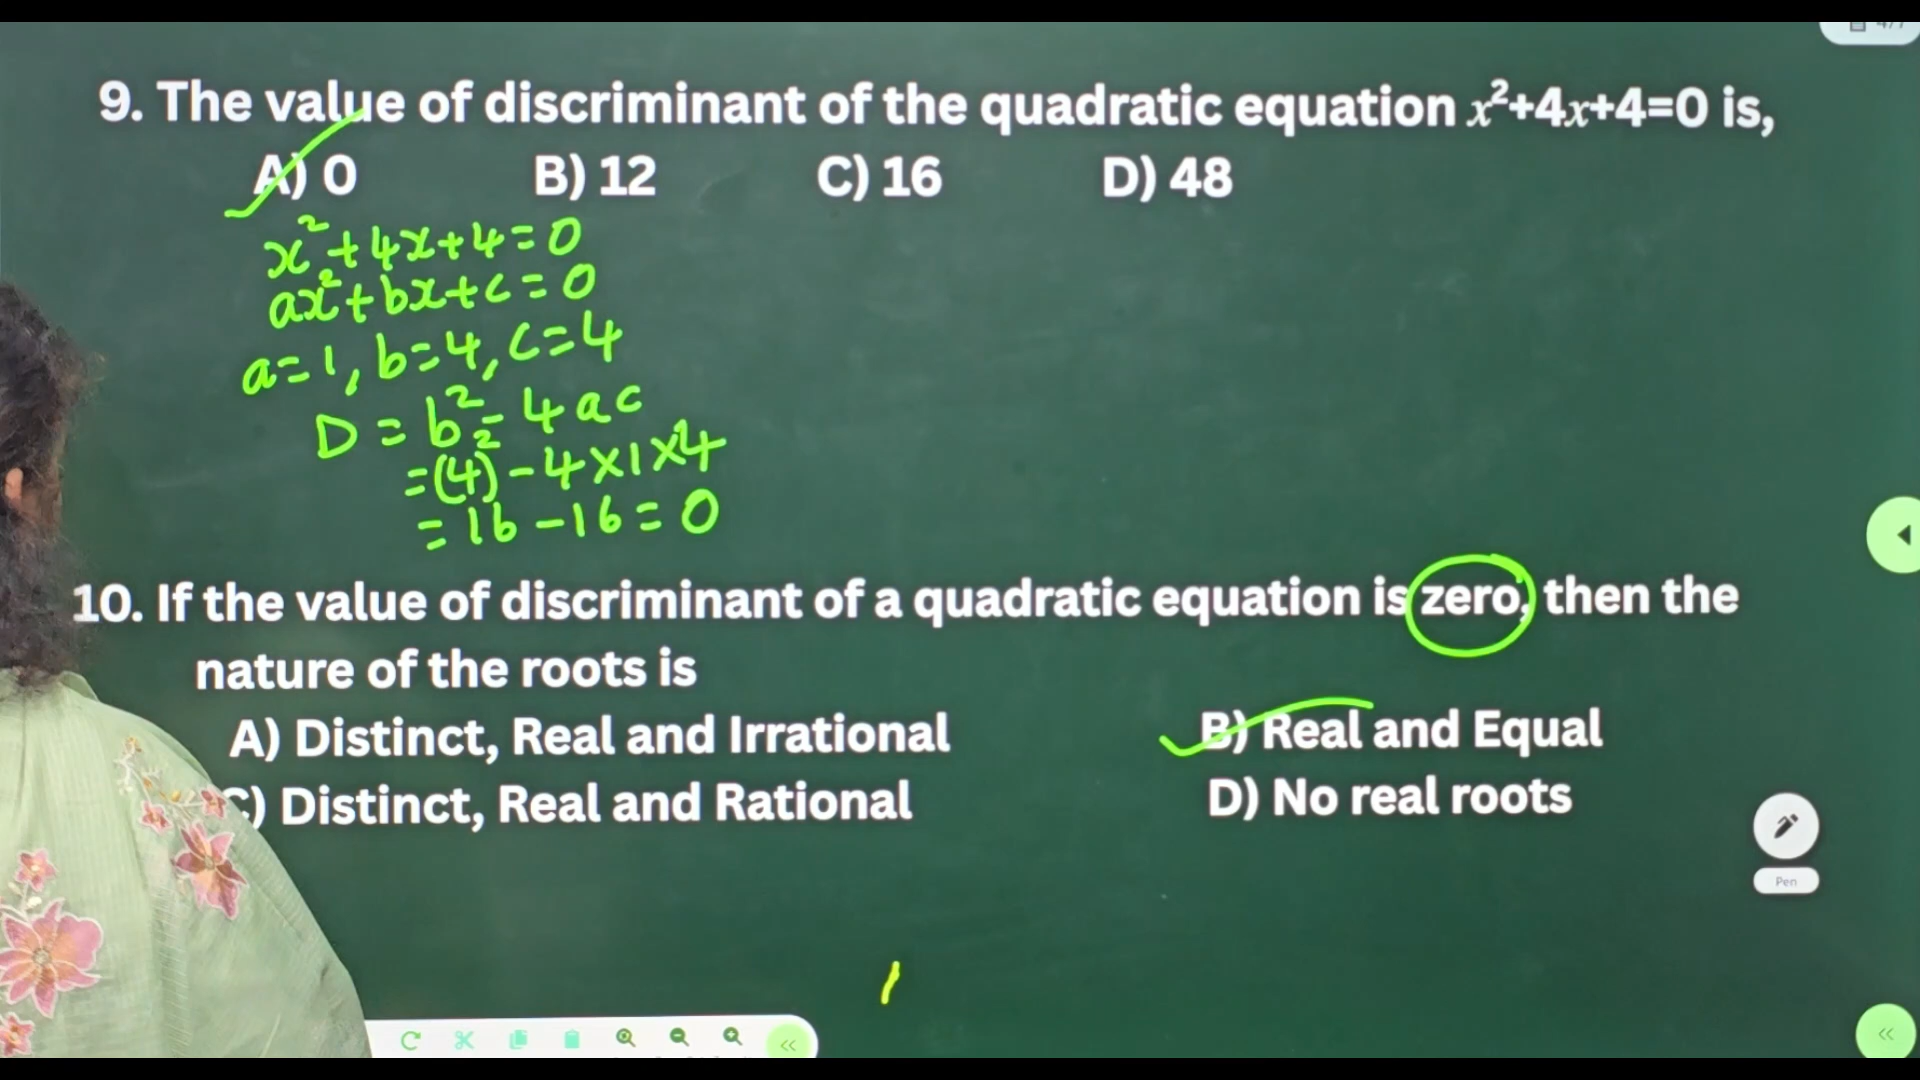 9. The value of discriminant of the quadratic equation x²+4x+4=0 is,
A) 0 B) 12 C) 16 D) 48
x²+4x+4=0
ax²+bx+c=0
a=1, b=4, c=4
D = b²-4ac
=(4)²-4×1×4
= 16-16=0
10. If the value of discriminant of a quadratic equation is zero, then the
nature of the roots is
A) Distinct, Real and Irrational B) Real and Equal
C) Distinct, Real and Rational D) No real roots
Pen